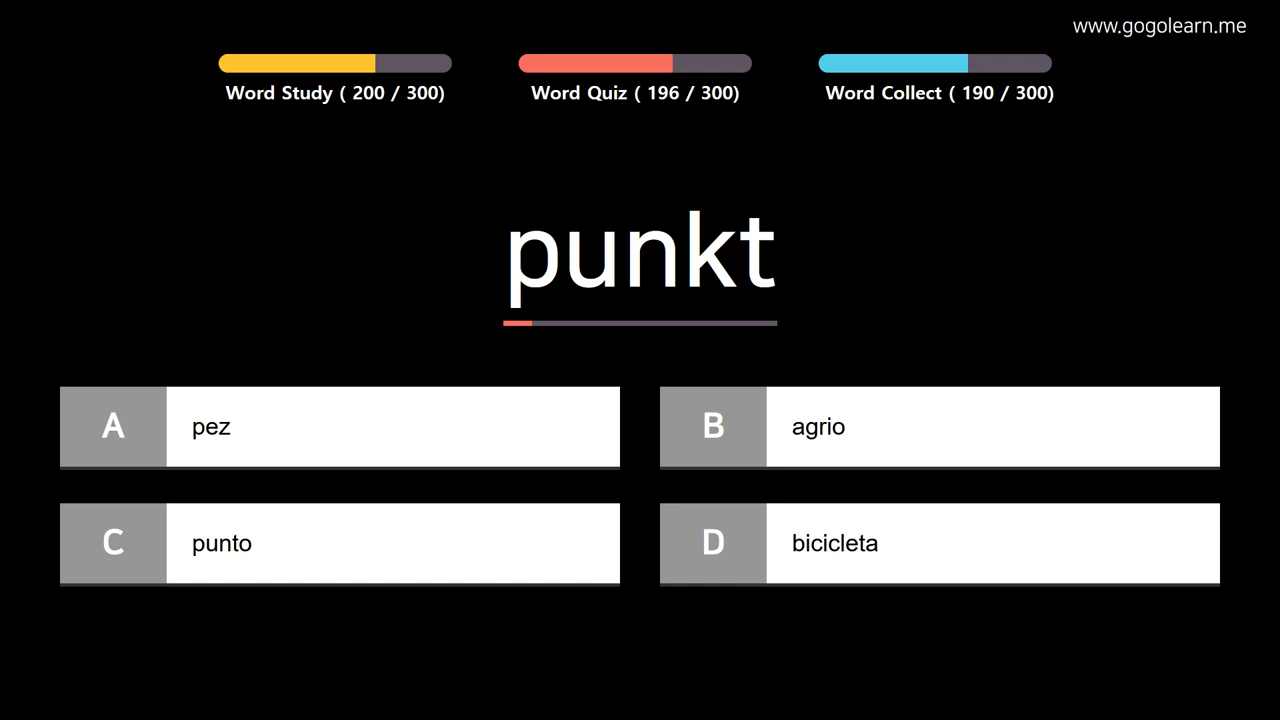 www.gogolearn.me
Word Study ( 200 / 300)
Word Quiz ( 196 / 300)
Word Collect ( 190 / 300)
punkt
A pez
B agrio
C punto
D bicicleta